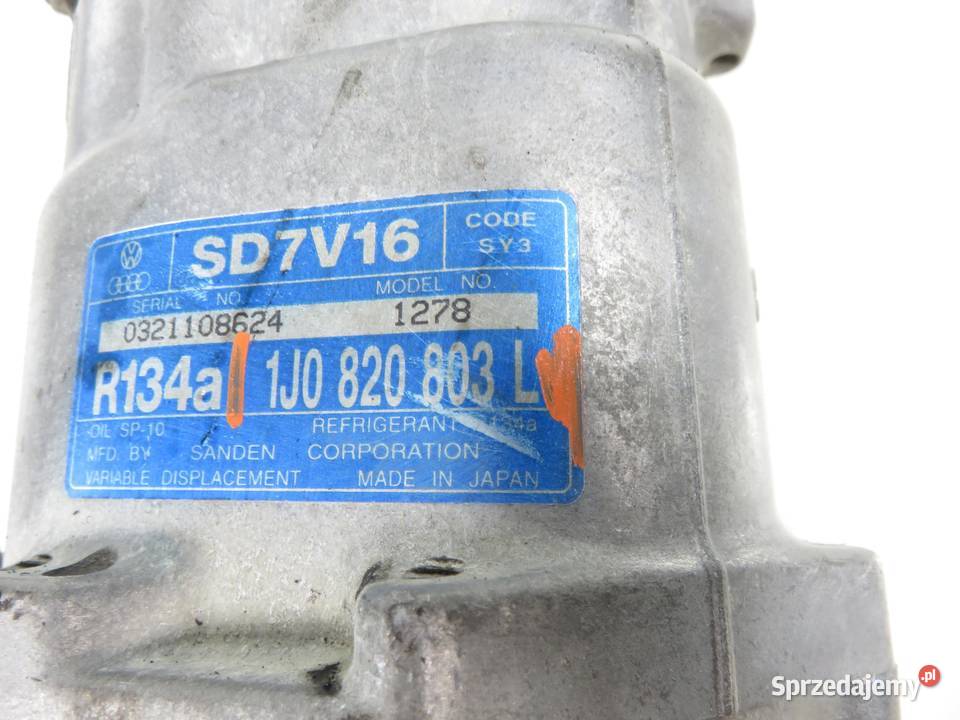 SD7V16
CODE
SY3
SERIAL NO.
MODEL NO.
0321108624
1278
R134a
1J0 820 803 L
OIL SP-10
REFRIGERANT
MFD. BY SANDEN CORPORATION
VARIABLE DISPLACEMENT
MADE IN JAPAN
Sprzedajemy.pl